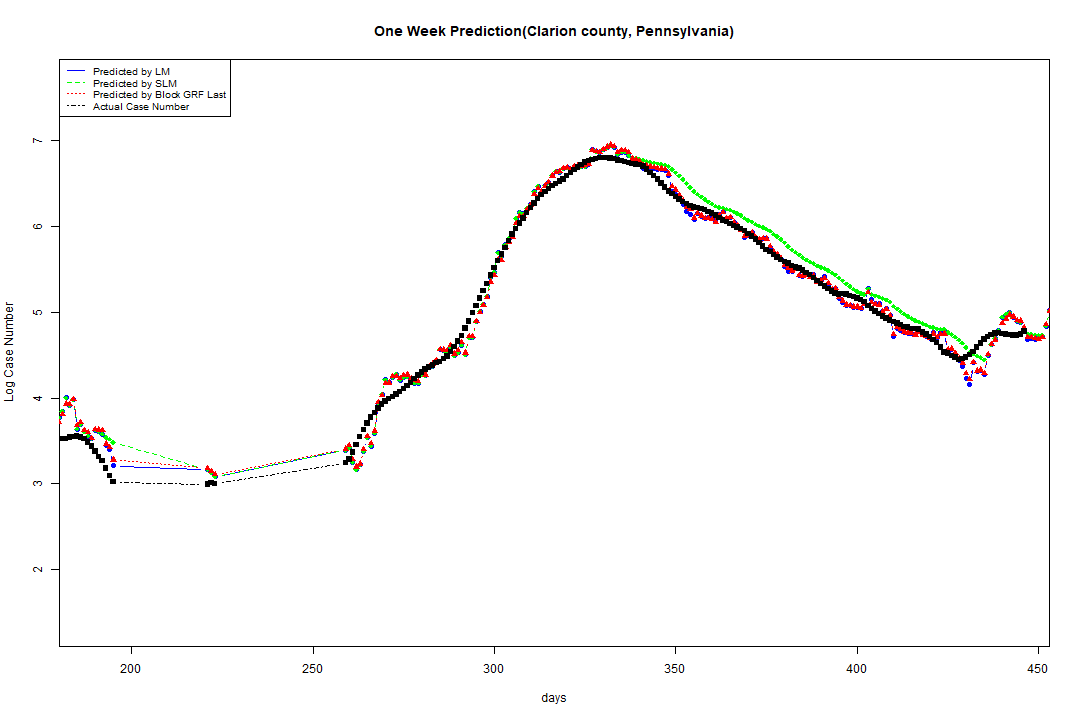 One Week Prediction(Clarion county, Pennsylvania)
Predicted by LM
Predicted by SLM
Predicted by Block GRF Last
Actual Case Number
Log Case Number
7
6
5
4
3
2
200 250 300 350 400 450
days